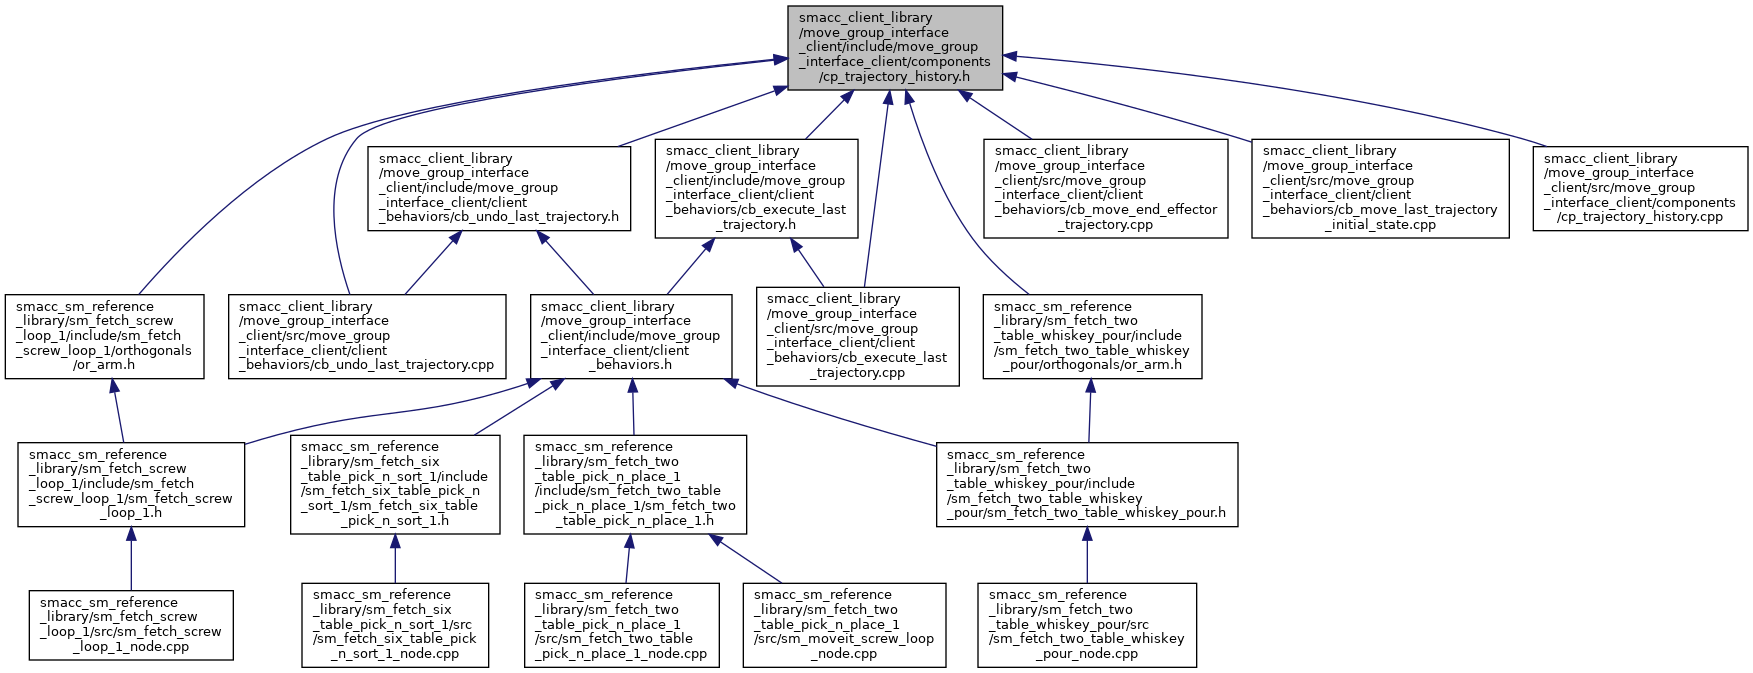 smacc_client_library
/move_group_interface
_client/include/move_group
_interface_client/components
/cp_trajectory_history.h
smacc_client_library
/move_group_interface
_client/include/move_group
_interface_client/client
_behaviors/cb_undo_last_trajectory.h
smacc_client_library
/move_group_interface
_client/include/move_group
_interface_client/client
_behaviors/cb_execute_last
_trajectory.h
smacc_client_library
/move_group_interface
_client/src/move_group
_interface_client/client
_behaviors/cb_move_end_effector
_trajectory.cpp
smacc_client_library
/move_group_interface
_client/src/move_group
_interface_client/client
_behaviors/cb_move_last_trajectory
_initial_state.cpp
smacc_client_library
/move_group_interface
_client/src/move_group
_interface_client/components
/cp_trajectory_history.cpp
smacc_sm_reference
_library/sm_fetch_screw
_loop_1/include/sm_fetch
_screw_loop_1/orthogonals
/or_arm.h
smacc_client_library
/move_group_interface
_client/src/move_group
_interface_client/client
_behaviors/cb_undo_last_trajectory.cpp
smacc_client_library
/move_group_interface
_client/include/move_group
_interface_client/client
_behaviors.h
smacc_client_library
/move_group_interface
_client/src/move_group
_interface_client/client
_behaviors/cb_execute_last
_trajectory.cpp
smacc_sm_reference
_library/sm_fetch_two
_table_whiskey_pour/include
/sm_fetch_two_table_whiskey
_pour/orthogonals/or_arm.h
smacc_sm_reference
_library/sm_fetch_screw
_loop_1/include/sm_fetch
_screw_loop_1/sm_fetch_screw
_loop_1.h
smacc_sm_reference
_library/sm_fetch_six
_table_pick_n_sort_1/include
/sm_fetch_six_table_pick_n
_sort_1/sm_fetch_six_table
_pick_n_sort_1.h
smacc_sm_reference
_library/sm_fetch_two
_table_pick_n_place_1
/include/sm_fetch_two_table
_pick_n_place_1/sm_fetch_two
_table_pick_n_place_1.h
smacc_sm_reference
_library/sm_fetch_two
_table_whiskey_pour/include
/sm_fetch_two_table_whiskey
_pour/sm_fetch_two_table_whiskey_pour.h
smacc_sm_reference
_library/sm_fetch_screw
_loop_1/src/sm_fetch_screw
_loop_1_node.cpp
smacc_sm_reference
_library/sm_fetch_six
_table_pick_n_sort_1/src
/sm_fetch_six_table_pick
_n_sort_1_node.cpp
smacc_sm_reference
_library/sm_fetch_two
_table_pick_n_place_1
/src/sm_fetch_two_table
_pick_n_place_1_node.cpp
smacc_sm_reference
_library/sm_fetch_two
_table_pick_n_place_1
/src/sm_moveit_screw_loop
_node.cpp
smacc_sm_reference
_library/sm_fetch_two
_table_whiskey_pour/src
/sm_fetch_two_table_whiskey
_pour_node.cpp